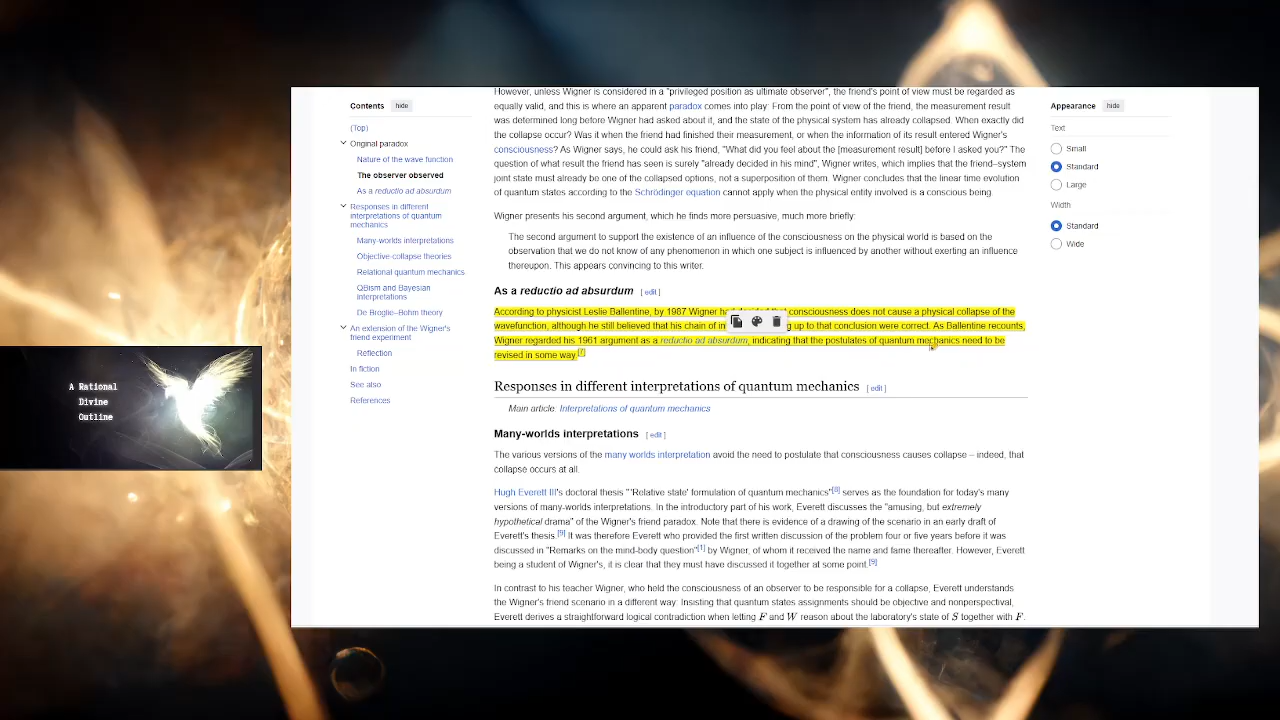 However, unless Wigner is considered in a "privileged position as ultimate observer", the friend's point of view must be regarded as
Contents hide
equally valid, and this is where an apparent paradox comes into play: From the point of view of the friend, the measurement result
was determined long before Wigner had asked about it, and the state of the physical system has already collapsed. When exactly did
the collapse occur? Was it when the friend had finished their measurement, or when the information of its result entered Wigner's
consciousness? As Wigner says, he could ask his friend, "What did you feel about the [measurement result] before I asked you?" The
question of what result the friend has seen is surely "already decided in his mind", Wigner writes, which implies that the friend–system
joint state must already be one of the collapsed options, not a superposition of them. Wigner concludes that the linear time evolution
of quantum states according to the Schrödinger equation cannot apply when the physical entity involved is a conscious being.
Wigner presents his second argument, which he finds more persuasive, much more briefly:
The second argument to support the existence of an influence of the consciousness on the physical world is based on the
observation that we do not know of any phenomenon in which one subject is influenced by another without exerting an influence
thereupon. This appears convincing to this writer.
As a reductio ad absurdum [ edit ]
According to physicist Leslie Ballentine, by 1987 Wigner had decided that consciousness does not cause a physical collapse of the
wavefunction, although he still believed that his chain of in g up to that conclusion were correct. As Ballentine recounts,
Wigner regarded his 1961 argument as a reductio ad absurdum, indicating that the postulates of quantum mechanics need to be
revised in some way.[7]
Responses in different interpretations of quantum mechanics [ edit ]
Main article: Interpretations of quantum mechanics
Many-worlds interpretations [ edit ]
The various versions of the many worlds interpretation avoid the need to postulate that consciousness causes collapse – indeed, that
collapse occurs at all.
Hugh Everett III's doctoral thesis "'Relative state' formulation of quantum mechanics"[8] serves as the foundation for today's many
versions of many-worlds interpretations. In the introductory part of his work, Everett discusses the "amusing, but extremely
hypothetical drama" of the Wigner's friend paradox. Note that there is evidence of a drawing of the scenario in an early draft of
Everett's thesis.[9] It was therefore Everett who provided the first written discussion of the problem four or five years before it was
discussed in "Remarks on the mind-body question"[1] by Wigner, of whom it received the name and fame thereafter. However, Everett
being a student of Wigner's, it is clear that they must have discussed it together at some point.[9]
In contrast to his teacher Wigner, who held the consciousness of an observer to be responsible for a collapse, Everett understands
the Wigner's friend scenario in a different way: Insisting that quantum states assignments should be objective and nonperspectival,
Everett derives a straightforward logical contradiction when letting F and W reason about the laboratory's state of S together with F.
(Top)
Original paradox
Nature of the wave function
The observer observed
As a reductio ad absurdum
Responses in different
interpretations of quantum
mechanics
Many-worlds interpretations
Objective-collapse theories
Relational quantum mechanics
QBism and Bayesian
interpretations
De Broglie–Bohm theory
An extension of the Wigner's
friend experiment
Reflection
In fiction
See also
References
Appearance hide
Text
Small
Standard
Large
Width
Standard
Wide
A Rational
Divine
Outline